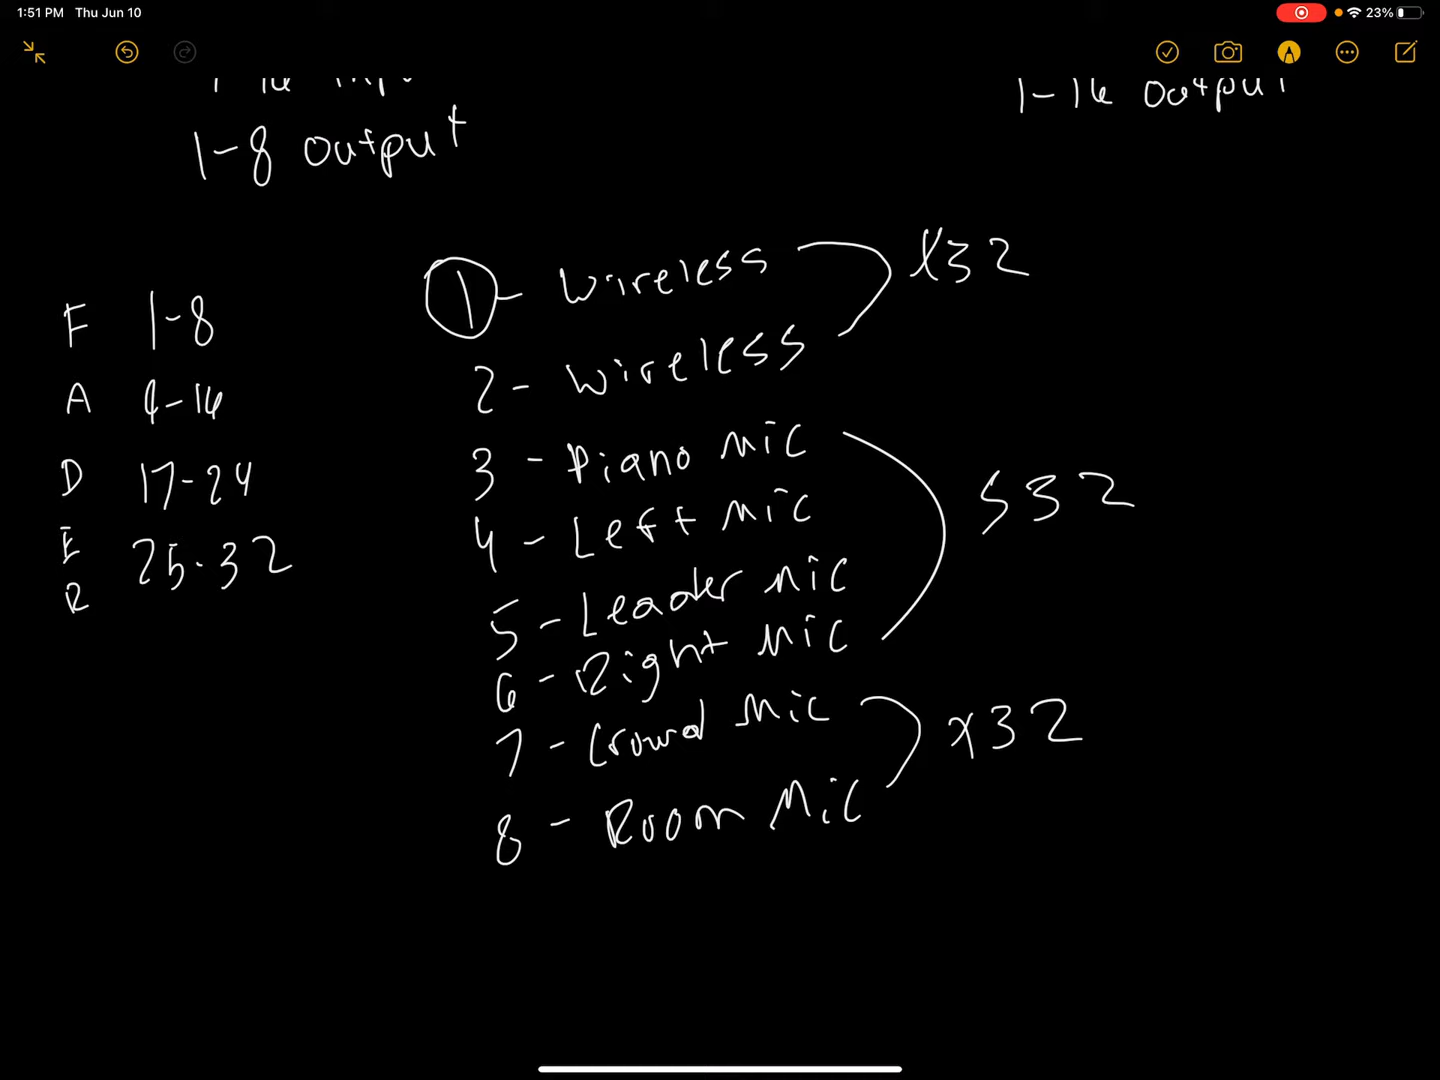 1:51 PM Thu Jun 10
23%
1-16
1-16 output
1-8 output
F 1-8
A 9-16
D 17-24
E 25-32
R
1- Wireless
2- Wireless
X32
3 - Piano Mic
4 - Left Mic
5 - Leader Mic
6 - Right Mic
S32
7 - Crowd Mic
8 - Room Mic
X32